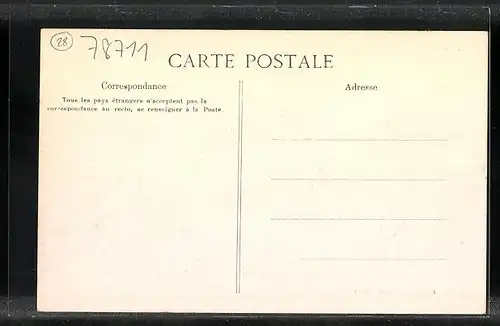 28
78711
CARTE POSTALE
Correspondance
Tous les pays étrangers n'acceptent pas la
correspondance au recto, se renseigner à la Poste.
Adresse